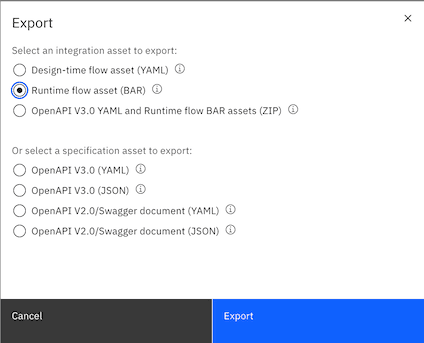 Export
Select an integration asset to export:
Design-time flow asset (YAML)
Runtime flow asset (BAR)
OpenAPI V3.0 YAML and Runtime flow BAR assets (ZIP)
Or select a specification asset to export:
OpenAPI V3.0 (YAML)
OpenAPI V3.0 (JSON)
OpenAPI V2.0/Swagger document (YAML)
OpenAPI V2.0/Swagger document (JSON)
Cancel
Export